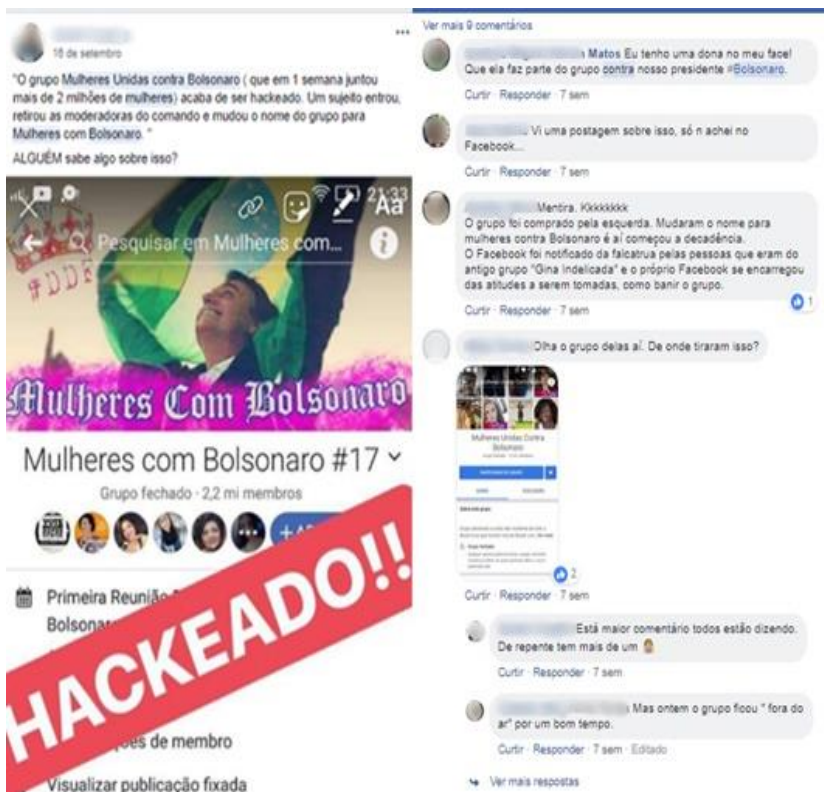 16 de setembro
"O grupo Mulheres Unidas contra Bolsonaro ( que em 1 semana juntou
mais de 2 milhões de mulheres) acaba de ser hackeado. Um sujeito entrou,
retirou as moderadoras do comando e mudou o nome do grupo para
Mulheres com Bolsonaro. "
ALGUÉM sabe algo sobre isso?
21:33
Aa
Pesquisar em Mulheres com...
Mulheres Com Bolsonaro
Mulheres com Bolsonaro #17
Grupo fechado · 2,2 mi membros
Primeira Reunião
HACKEADO!!
de membro
Visualizar publicação fixada
Ver mais 9 comentários
Matos Eu tenho uma dona no meu face!
Que ela faz parte do grupo contra nosso presidente #Bolsonaro.
Curtir · Responder · 7 sem
Vi uma postagem sobre isso, só n achei no
Facebook...
Curtir · Responder · 7 sem
Mentira. Kkkkkkkk
O grupo foi comprado pela esquerda. Mudaram o nome para
mulheres contra Bolsonaro é aí começou a decadência.
O Facebook foi notificado da falcatrua pelas pessoas que eram do
antigo grupo "Gina Indelicada" e o próprio Facebook se encarregou
das atitudes a serem tomadas, como banir o grupo.
1
Curtir · Responder · 7 sem
Olha o grupo delas aí. De onde tiraram isso?
Mulheres Unidas Contra
Bolsonaro
2
Curtir · Responder · 7 sem
Está maior comentário todos estão dizendo.
De repente tem mais de um
Curtir · Responder · 7 sem
Mas ontem o grupo ficou " fora do
ar" por um bom tempo.
Curtir · Responder · 7 sem · Editado
Ver mais respostas